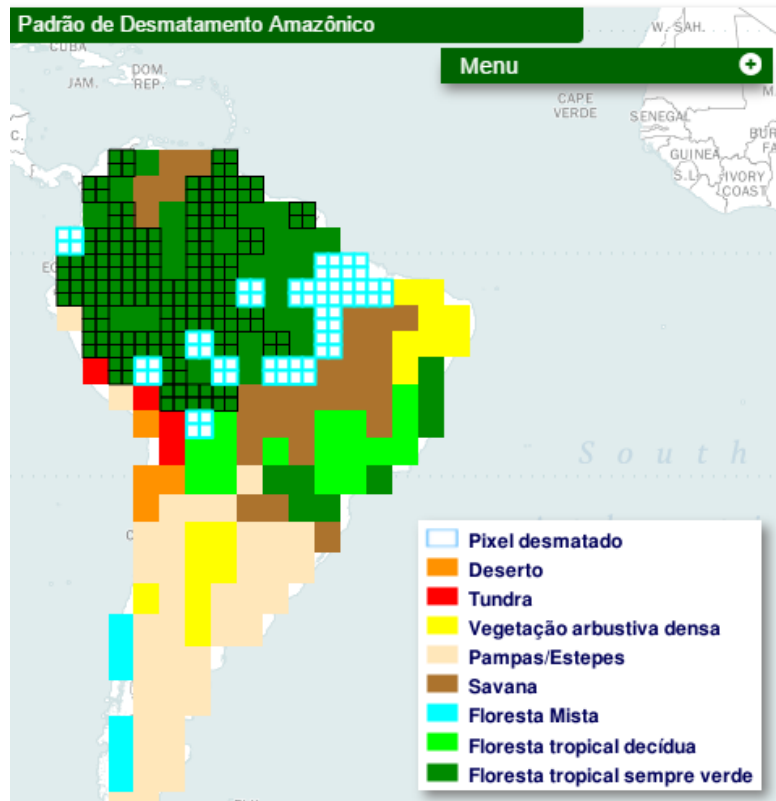 Padrão de Desmatamento Amazônico
Menu
CUBA
JAM.
DOM.
REP.
W. SAH.
CAPE
VERDE
SENEGAL
GUINEA
S.L.
IVORY
COAST
South
Pixel desmatado
Deserto
Tundra
Vegetação arbustiva densa
Pampas/Estepes
Savana
Floresta Mista
Floresta tropical decídua
Floresta tropical sempre verde